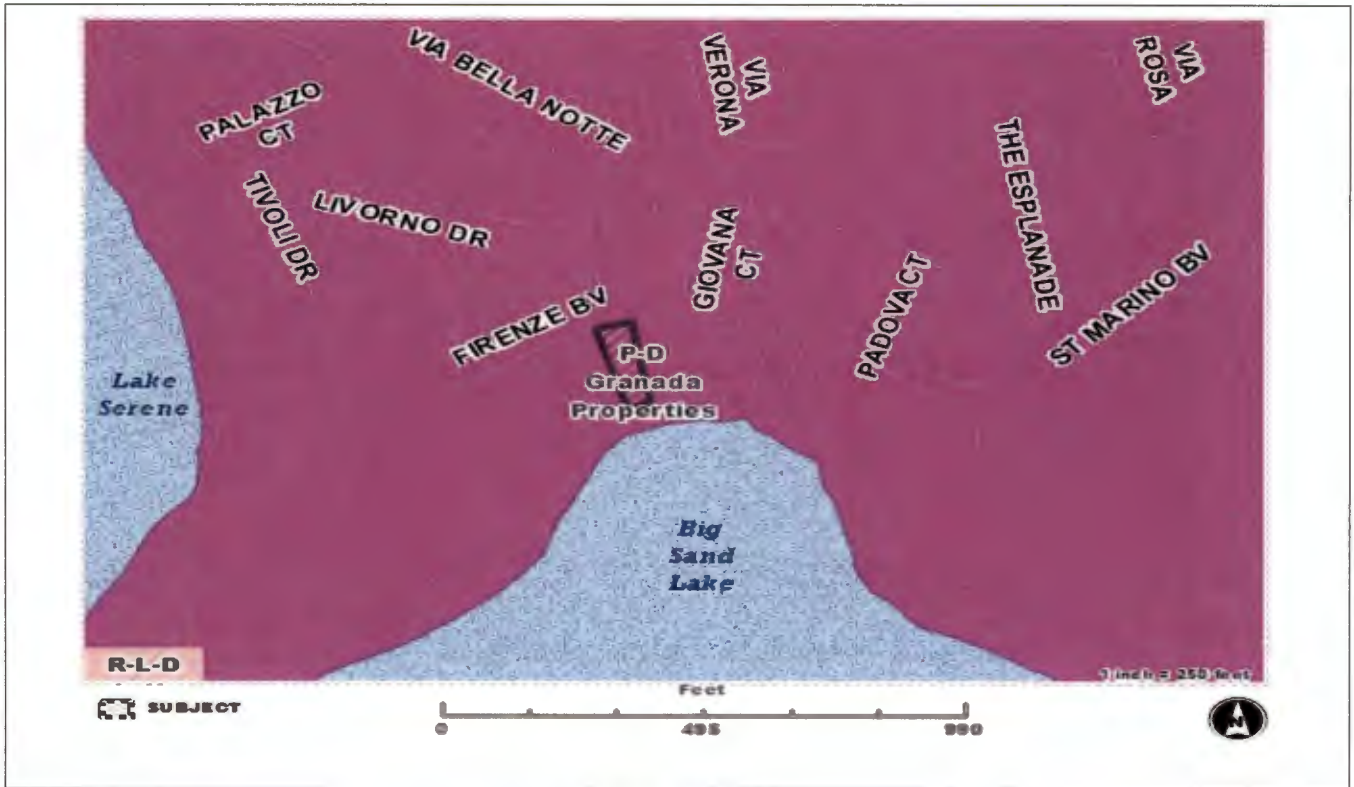 VIA BELLA NOTTE
VIA
VERONA
VIA
ROSA
PALAZZO
CT
THE ESPLANADE
TIVOLI DR
LIVORNO DR
GIOVANA
CT
PADOVA CT
ST MARINO BV
FIRENZE BV
P-D
Granada
Properties
Lake
Serene
Big
Sand
Lake
R-L-D
1 inch = 250 feet
SUBJECT
Feet
0 495 990
N